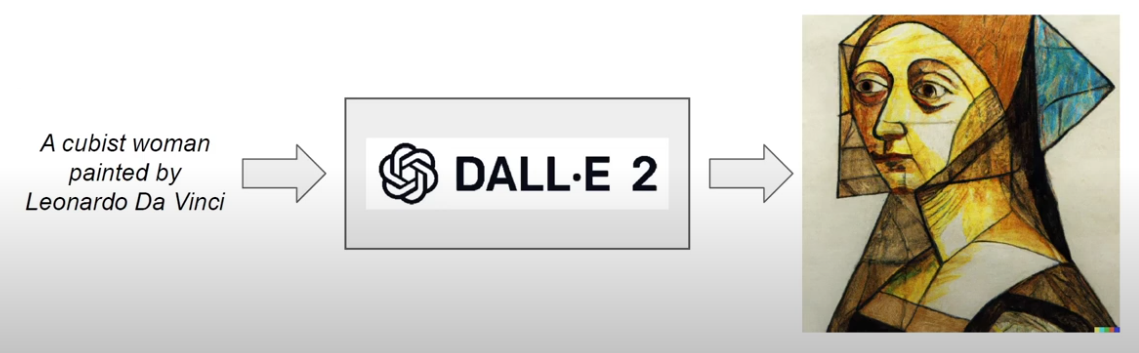 A cubist woman
painted by
Leonardo Da Vinci
DALL·E 2